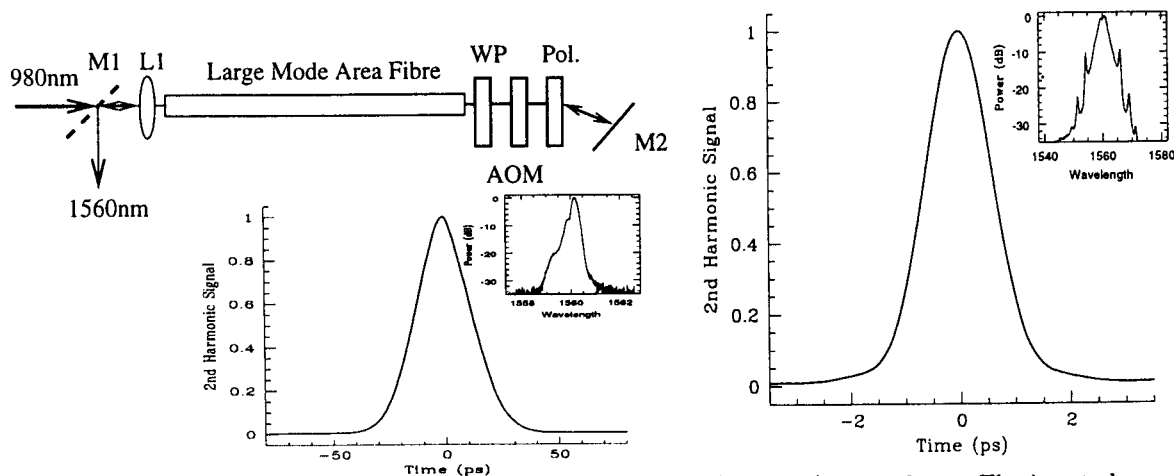 M1 L1
980nm
Large Mode Area Fibre
WP
Pol.
M2
AOM
1560nm
2nd Harmonic Signal
1
0.8
0.6
0.4
0.2
0
-50
0
50
Time (ps)
Power (dB)
0
-10
-20
-30
1558
1560
1562
Wavelength
2nd Harmonic Signal
1
0.8
0.6
0.4
0.2
0
-2
0
2
Time (ps)
Power (dB)
0
-10
-20
-30
1540
1560
1580
Wavelength